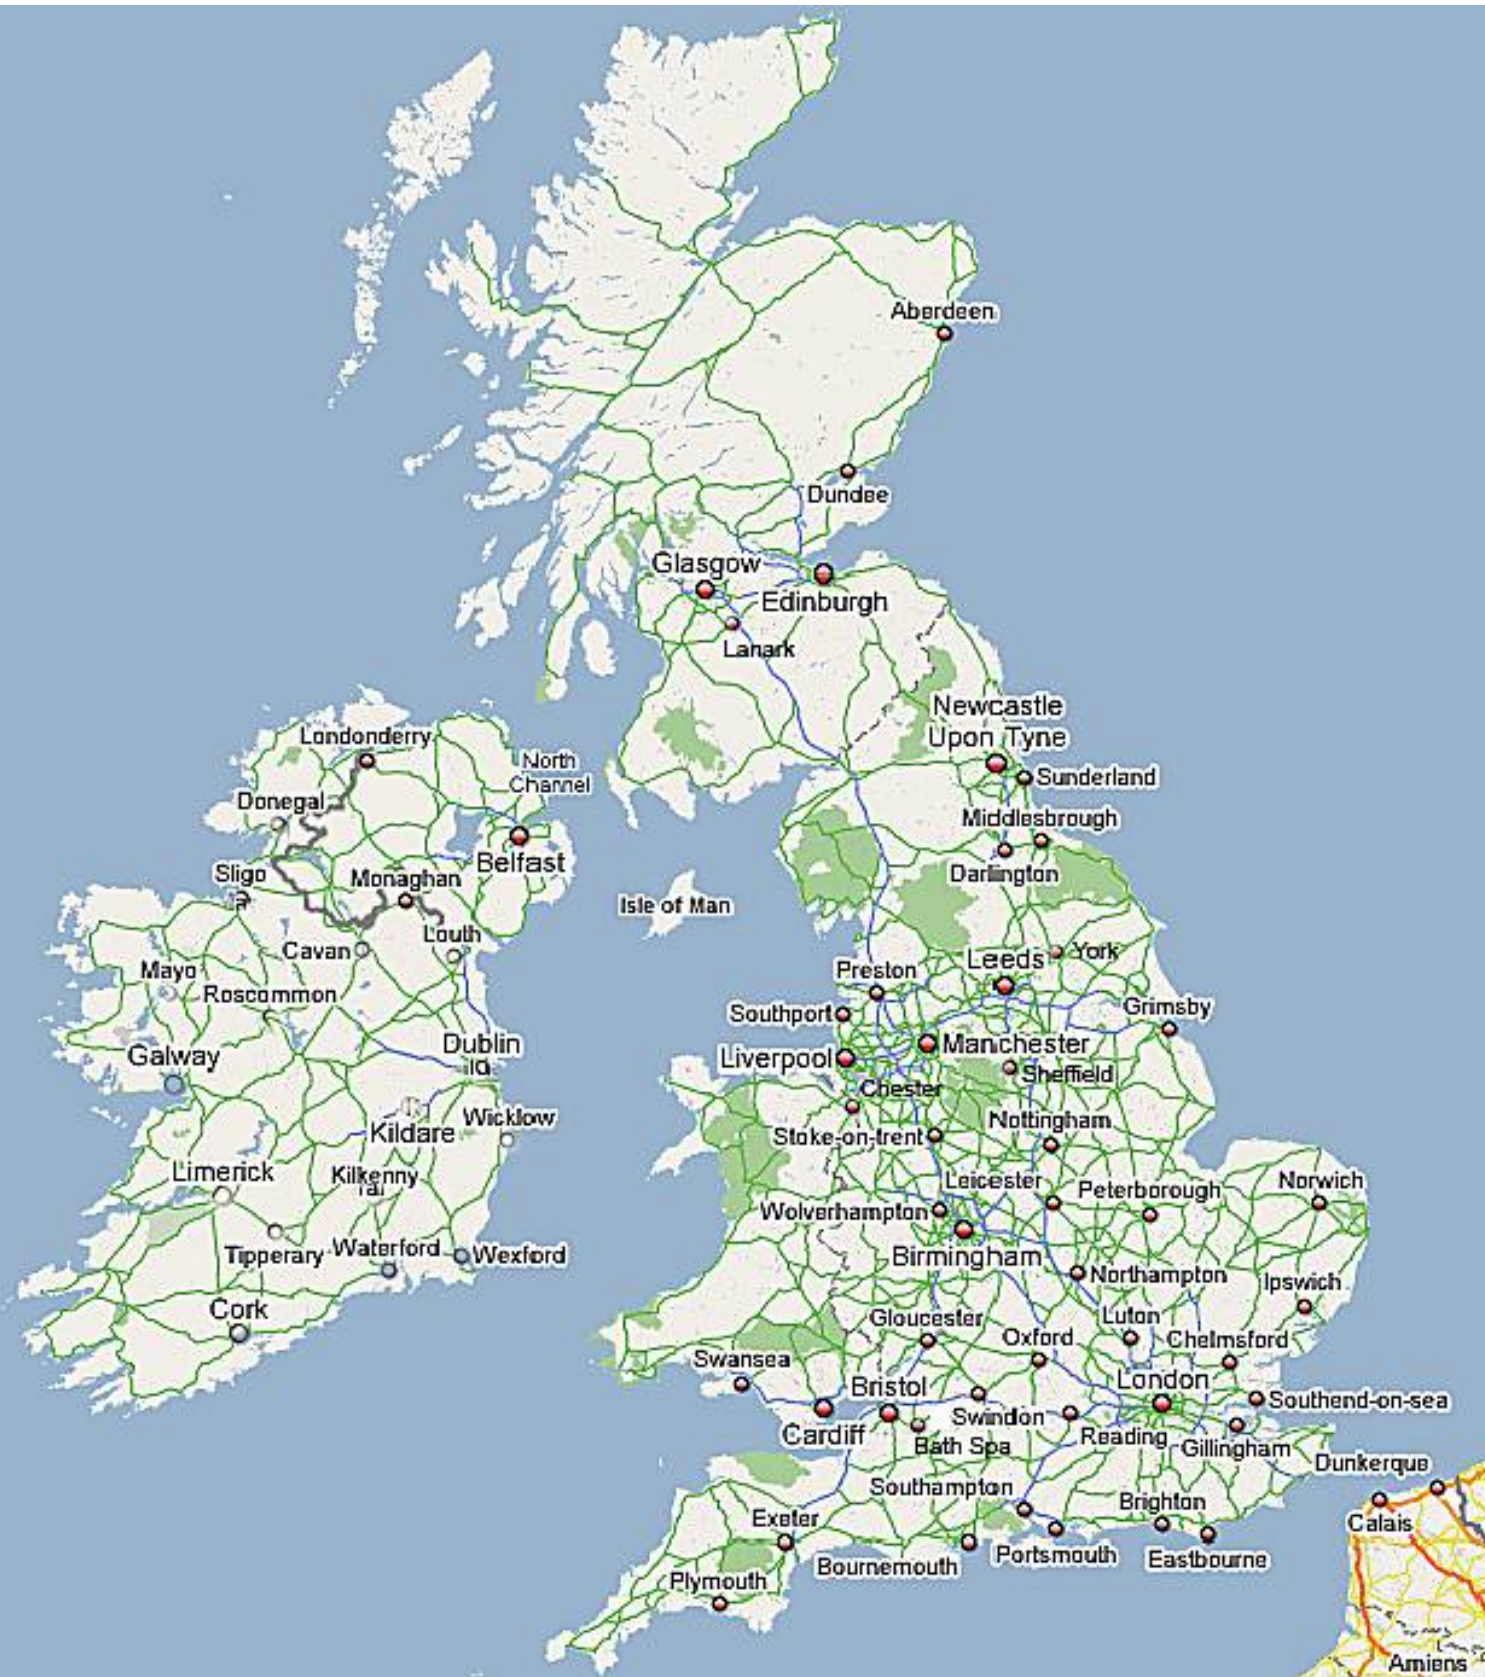 Aberdeen
Dundee
Glasgow
Edinburgh
Lanark
Newcastle
Upon Tyne
Sunderland
Londonderry
North
Channel
Donegal
Middlesbrough
Belfast
Sligo
Monaghan
Darlington
Isle of Man
Louth
Cavan
York
Leeds
Mayo
Preston
Roscommon
Southport
Grimsby
Dublin
Manchester
Galway
Liverpool
Sheffield
Chester
Wicklow
Nottingham
Kildare
Stoke-on-trent
Limerick
Kilkenny
Leicester
Peterborough
Norwich
Wolverhampton
Tipperary
Waterford
Wexford
Birmingham
Northampton
Ipswich
Cork
Gloucester
Luton
Oxford
Chelmsford
Swansea
London
Bristol
Southend-on-sea
Cardiff
Swindon
Reading
Bath Spa
Gillingham
Dunkerque
Southampton
Brighton
Exeter
Calais
Portsmouth
Eastbourne
Bournemouth
Plymouth
Amiens